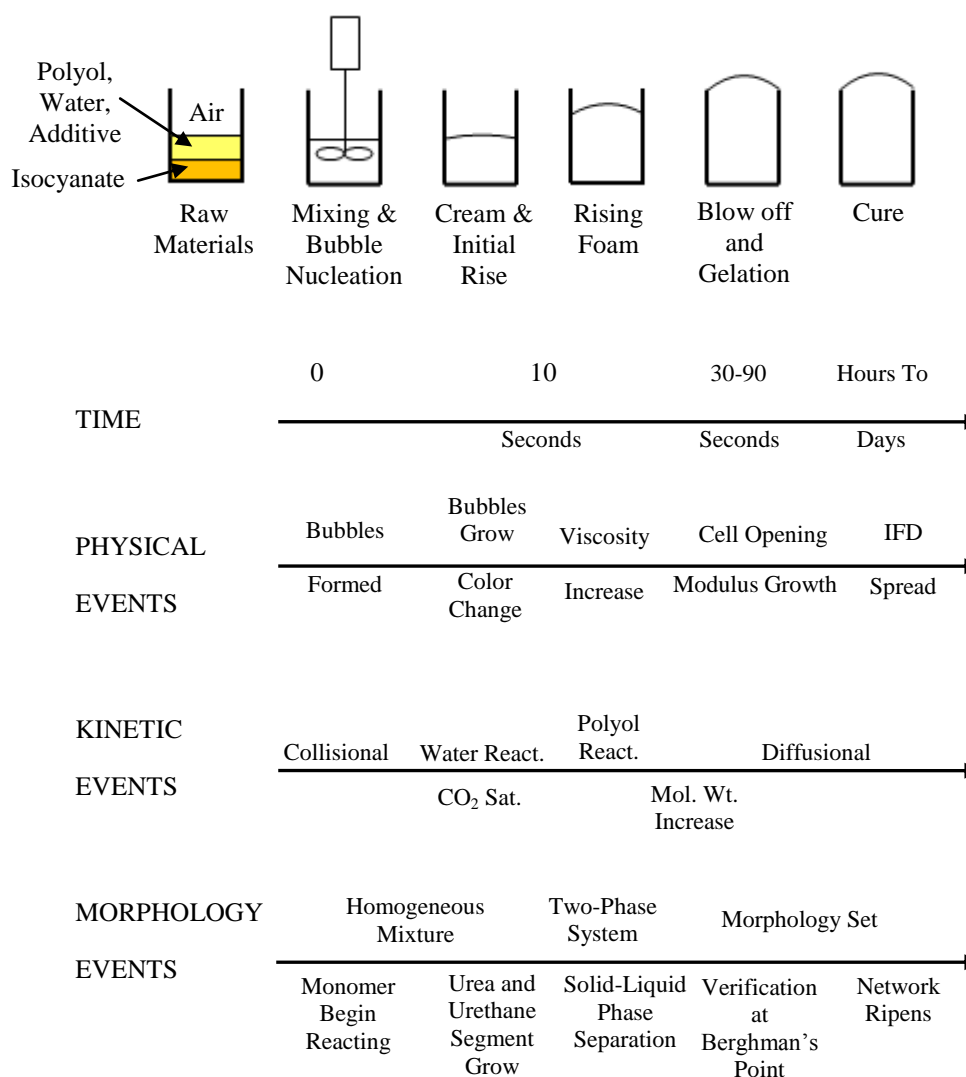 Polyol,
Water,
Additive
Air
Isocyanate
Raw
Materials
Mixing &
Bubble
Nucleation
Cream &
Initial
Rise
Rising
Foam
Blow off
and
Gelation
Cure
0
10
30-90
Hours To
TIME
Seconds
Seconds
Days
PHYSICAL
EVENTS
Bubbles
Formed
Bubbles
Grow
Color
Change
Viscosity
Increase
Cell Opening
Modulus Growth
IFD
Spread
KINETIC
EVENTS
Collisional
Water React.
CO₂ Sat.
Polyol
React.
Mol. Wt.
Increase
Diffusional
MORPHOLOGY
EVENTS
Homogeneous
Mixture
Two-Phase
System
Morphology Set
Monomer
Begin
Reacting
Urea and
Urethane
Segment
Grow
Solid-Liquid
Phase
Separation
Verification
at
Berghman's
Point
Network
Ripens